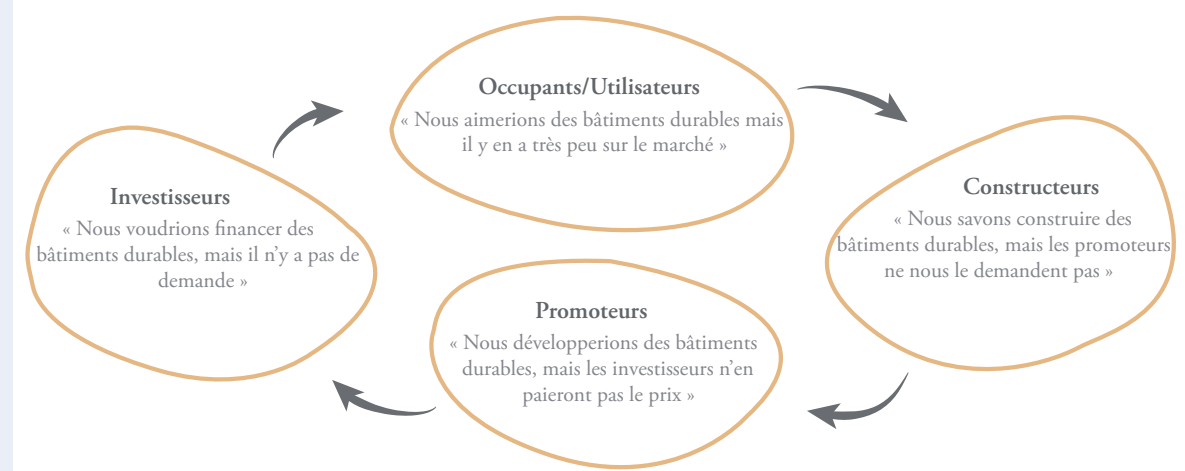 Occupants/Utilisateurs
« Nous aimerions des bâtiments durables mais
il y en a très peu sur le marché »
Investisseurs
« Nous voudrions financer des
bâtiments durables, mais il n’y a pas de
demande »
Constructeurs
« Nous savons construire des
bâtiments durables, mais les promoteurs
ne nous le demandent pas »
Promoteurs
« Nous développerions des bâtiments
durables, mais les investisseurs n’en
paieront pas le prix »